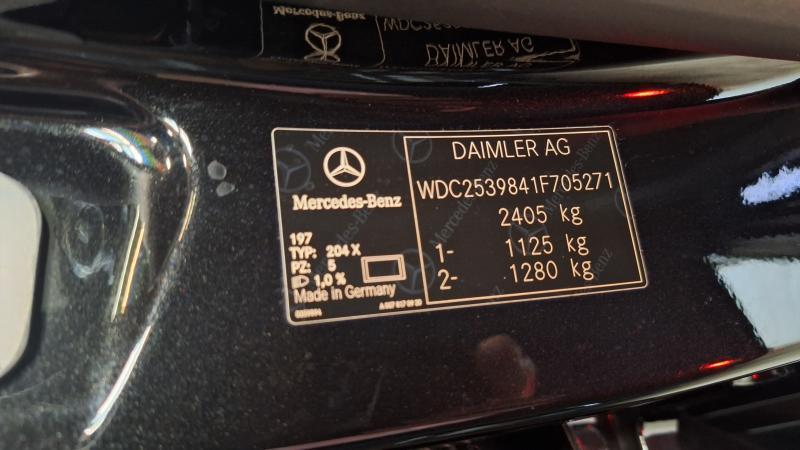 Mercedes-Benz
DAIMLER AG
Mercedes-Benz
197
TYP: 204 X
PZ: 5
1,0 %
Made in Germany
DAIMLER AG
WDC2539841F705271
2405 kg
1- 1125 kg
2- 1280 kg